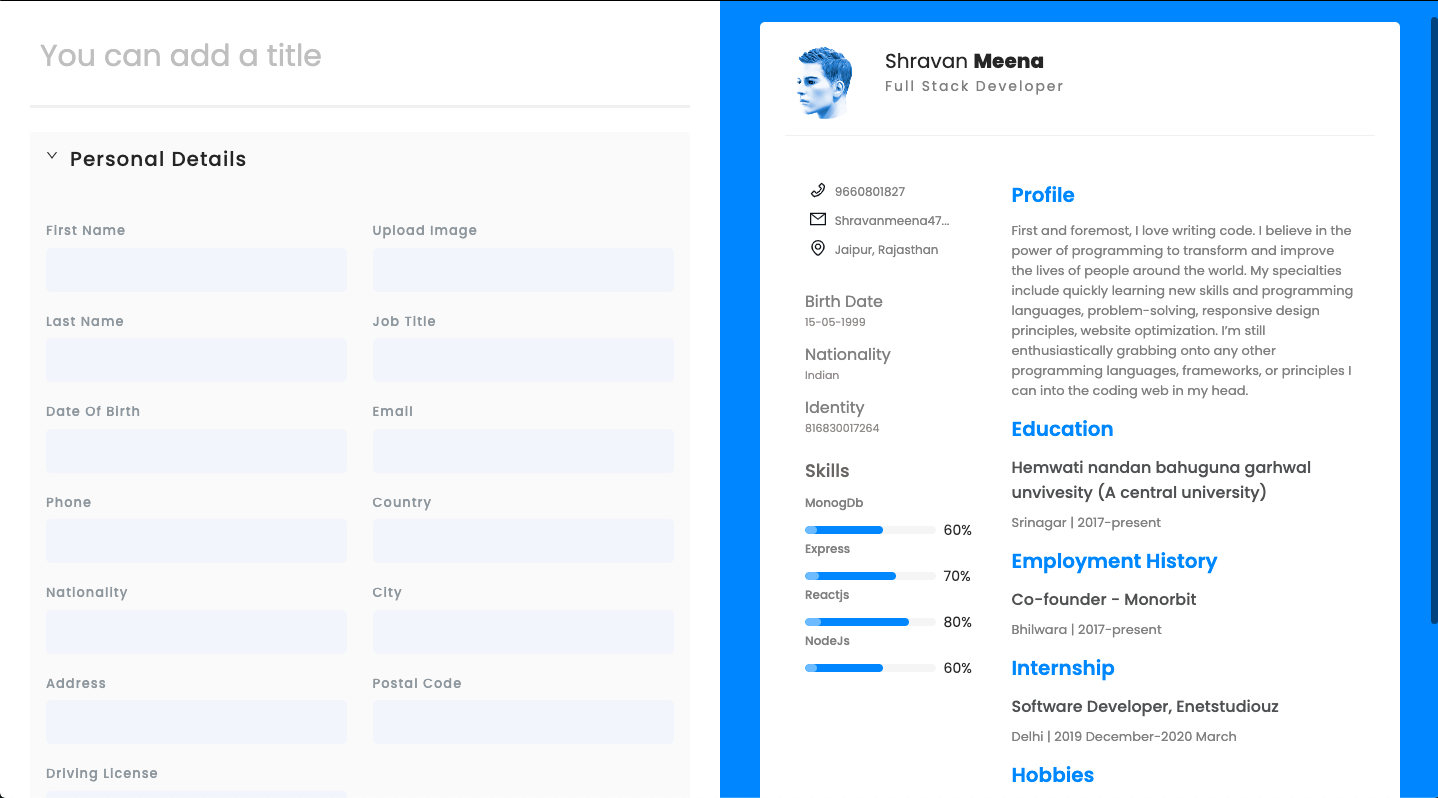 You can add a title
Personal Details
First Name
Upload Image
Last Name
Job Title
Date Of Birth
Email
Phone
Country
Nationality
City
Address
Postal Code
Driving License
Shravan Meena
Full Stack Developer
9660801827
Shravanmeena47...
Jaipur, Rajasthan
Birth Date
15-05-1999
Nationality
Indian
Identity
816830017264
Skills
MonogDb
60%
Express
70%
Reactjs
80%
NodeJs
60%
Profile
First and foremost, I love writing code. I believe in the
power of programming to transform and improve
the lives of people around the world. My specialties
include quickly learning new skills and programming
languages, problem-solving, responsive design
principles, website optimization. I’m still
enthusiastically grabbing onto any other
programming languages, frameworks, or principles I
can into the coding web in my head.
Education
Hemwati nandan bahuguna garhwal
unvivesity (A central university)
Srinagar | 2017-present
Employment History
Co-founder - Monorbit
Bhilwara | 2017-present
Internship
Software Developer, Enetstudiouz
Delhi | 2019 December-2020 March
Hobbies